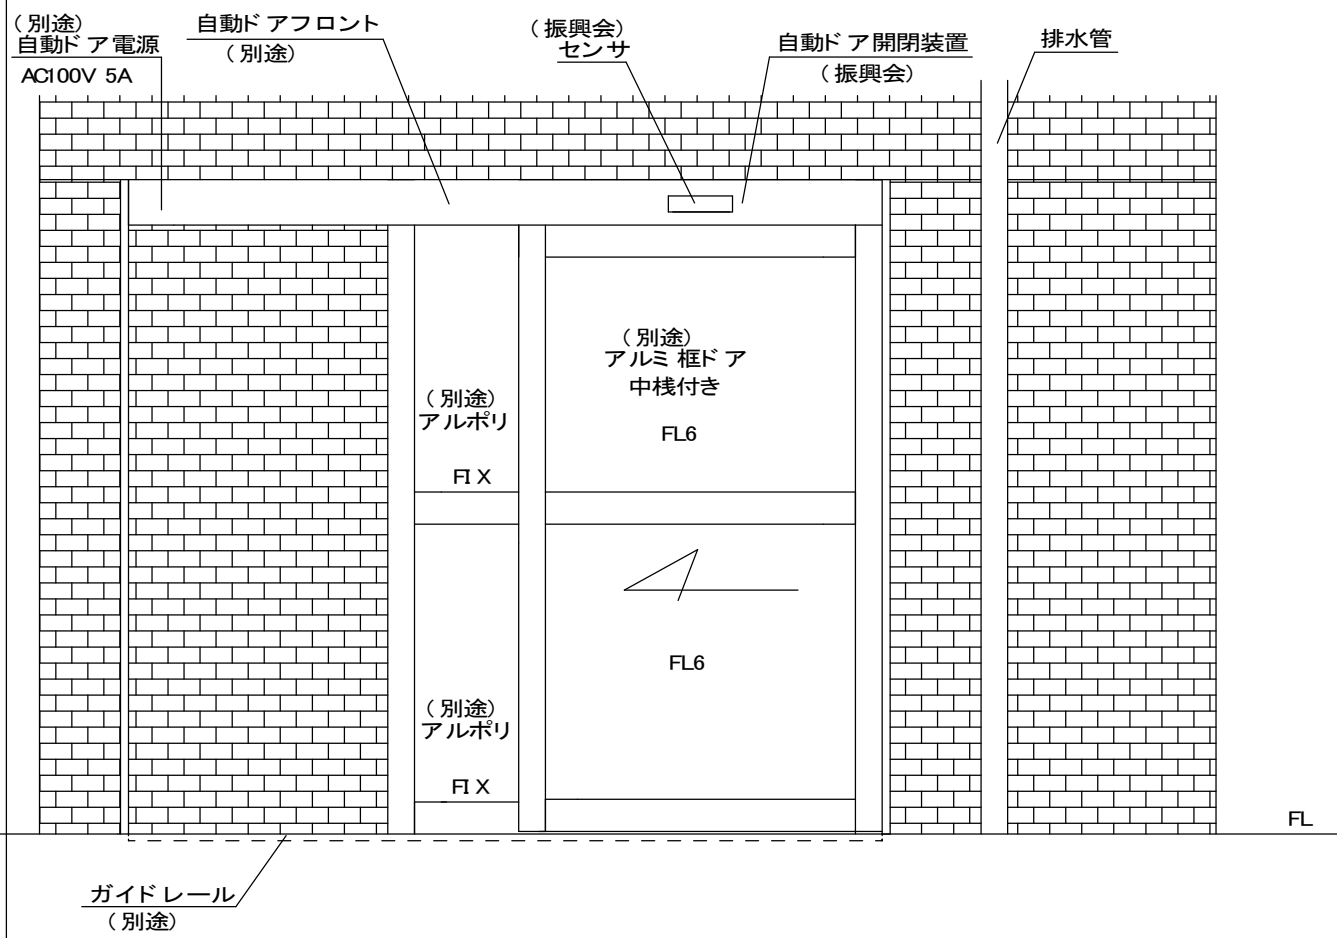 （別途）
自動ドア電源
AC100V 5A
自動ドアフロント
（別途）
（振興会）
センサ
自動ドア開閉装置
（振興会）
排水管
（別途）
アルミ框ドア
中桟付き
FL6
（別途）
アルポリ
FIX
FL6
（別途）
アルポリ
FIX
FL
ガイドレール
（別途）